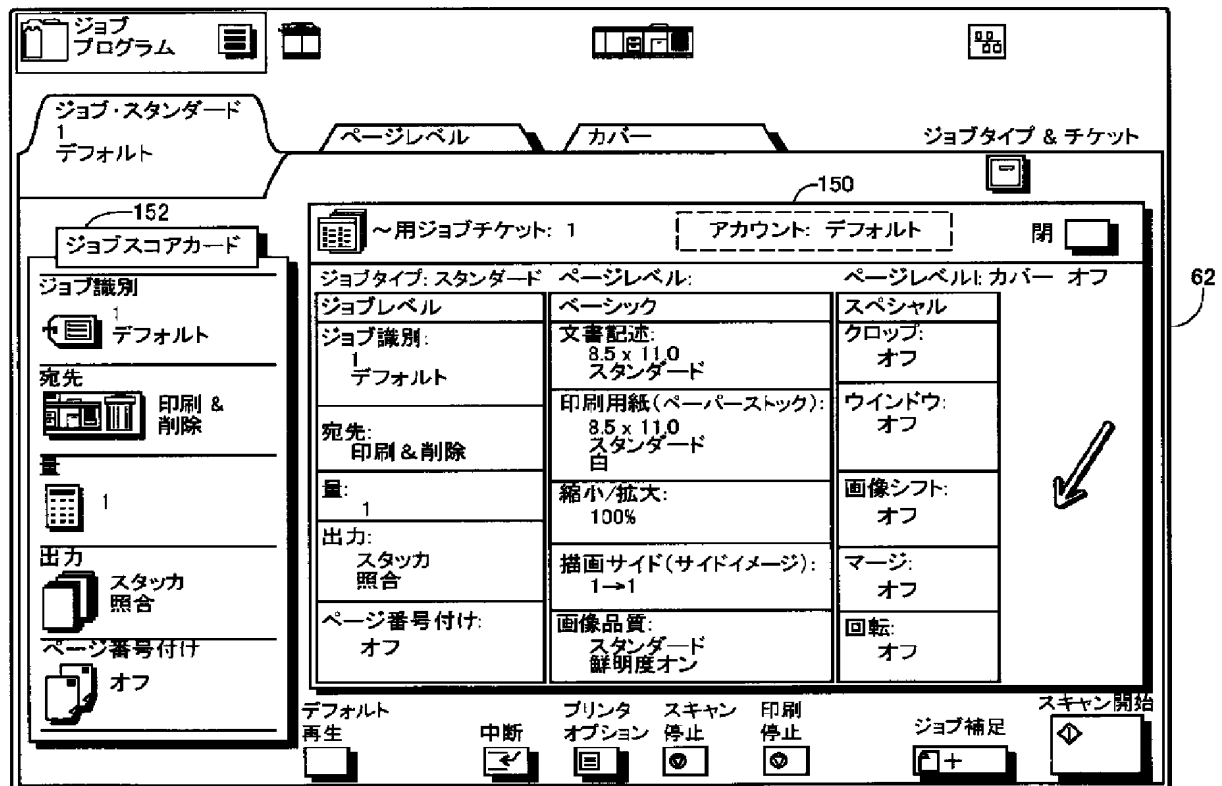 ジョブ
プログラム
ジョブ・スタンダード
1
デフォルト
ページレベル
カバー
ジョブタイプ & チケット
150
152
ジョブスコアカード
ジョブ識別
1
デフォルト
宛先
印刷 &
削除
量
1
出力
スタッカ
照合
ページ番号付け
オフ
~用ジョブチケット: 1
アカウント: デフォルト
閉
ジョブタイプ: スタンダード
ページレベル:
ページレベルl: カバー オフ
62
ジョブレベル
ジョブ識別:
1
デフォルト
宛先:
印刷 & 削除
量:
1
出力:
スタッカ
照合
ページ番号付け:
オフ
ベーシック
文書記述:
8.5 x 11.0
スタンダード
印刷用紙(ペーパーストック):
8.5 x 11.0
スタンダード
白
縮小/拡大:
100%
描画サイド(サイドイメージ):
1→1
画像品質:
スタンダード
鮮明度オン
スペシャル
クロップ:
オフ
ウインドウ:
オフ
画像シフト:
オフ
マージ:
オフ
回転:
オフ
デフォルト
再生
中断
プリンタ
オプション
スキャン
停止
印刷
停止
ジョブ補足
スキャン開始